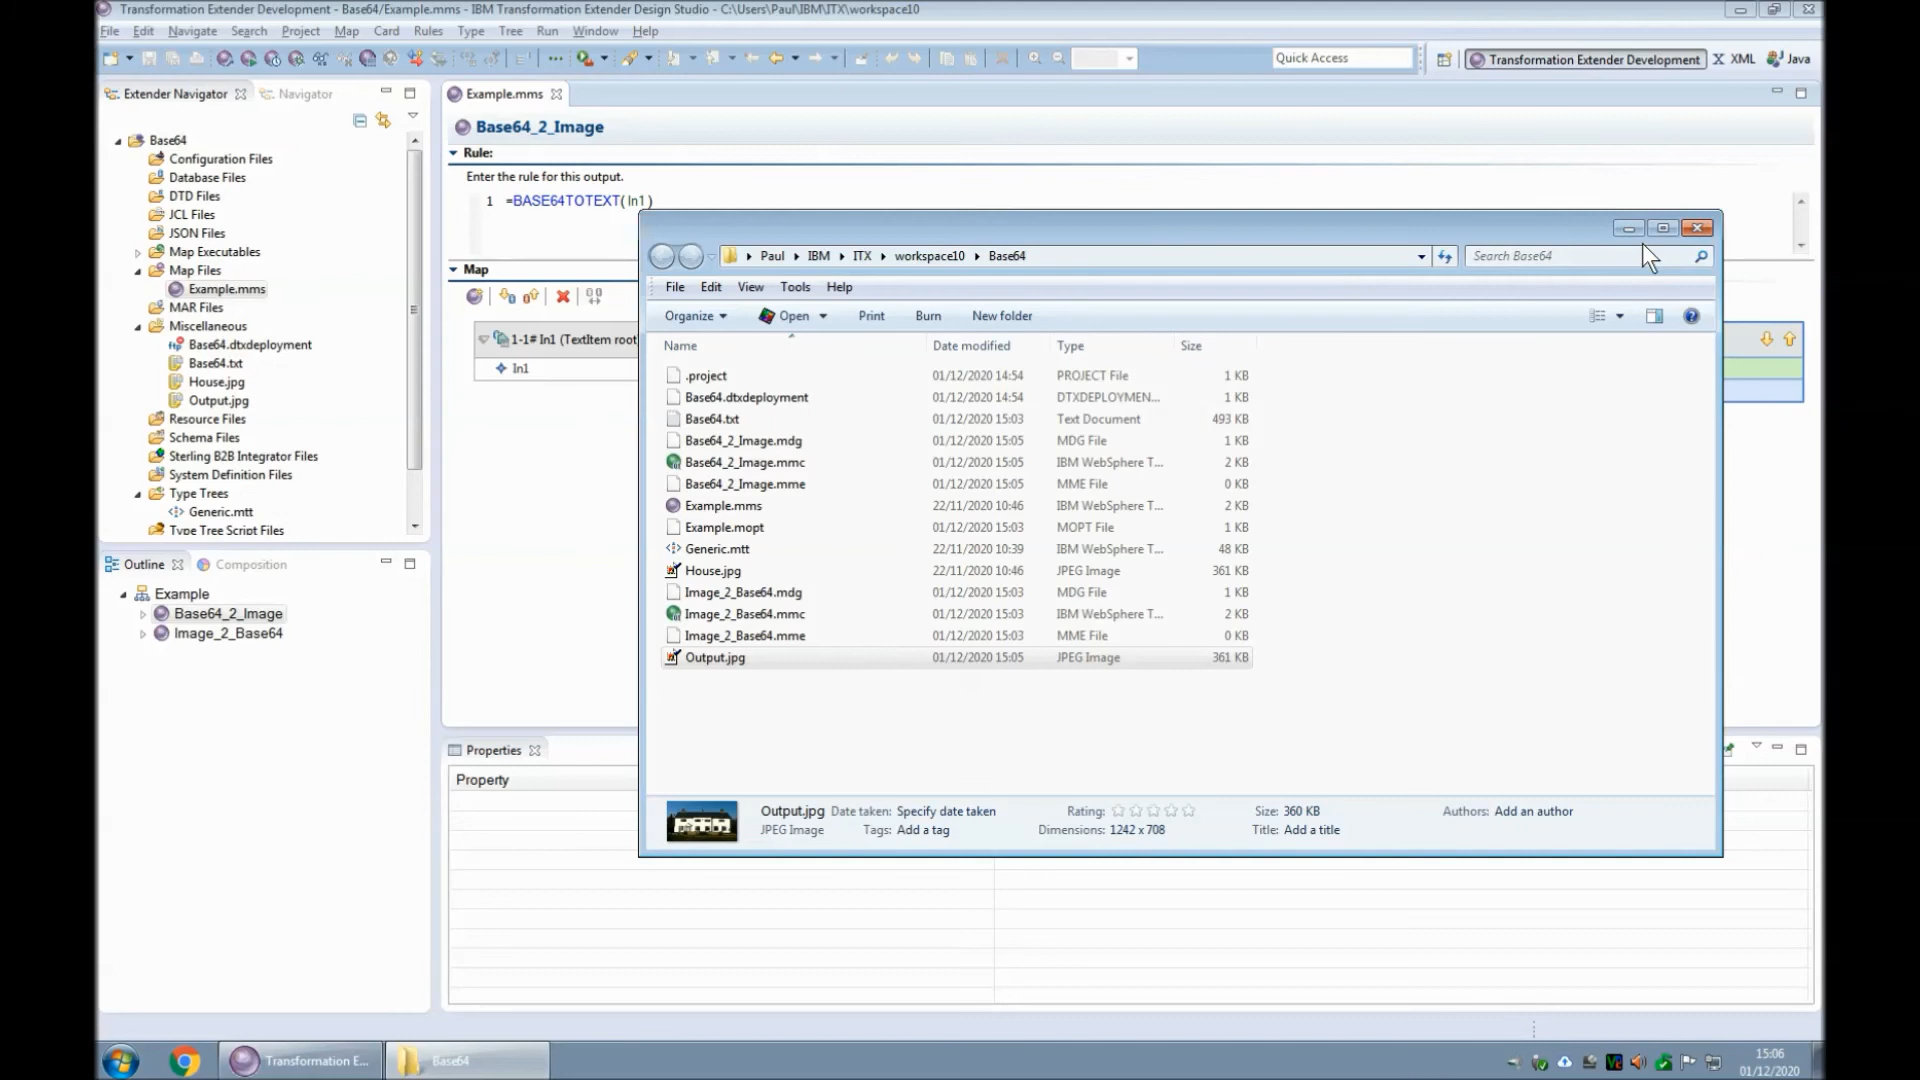 Transformation Extender Development - Base64/Example.mms - IBM Transformation Extender Design Studio - C:\Users\Paul\IBM\ITX\workspace10
File Edit Navigate Search Project Map Card Rules Type Tree Run Window Help
Quick Access
Transformation Extender Development
XML
Java
Extender Navigator
Navigator
Base64
Configuration Files
Database Files
DTD Files
JCL Files
JSON Files
Map Executables
Map Files
Example.mms
MAR Files
Miscellaneous
Base64.dtxdeployment
Base64.txt
House.jpg
Output.jpg
Resource Files
Schema Files
Sterling B2B Integrator Files
System Definition Files
Type Trees
Generic.mtt
Type Tree Script Files
Outline
Composition
Example
Base64_2_Image
Image_2_Base64
Example.mms
Base64_2_Image
Rule:
Enter the rule for this output.
1 =BASE64TOTEXT(In1)
Map
1-1# In1 (TextItem root
In1
Properties
Property
Paul IBM ITX workspace10 Base64
Search Base64
File Edit View Tools Help
Organize Open Print Burn New folder
Name Date modified Type Size
.project 01/12/2020 14:54 PROJECT File 1 KB
Base64.dtxdeployment 01/12/2020 14:54 DTXDEPLOYMEN... 1 KB
Base64.txt 01/12/2020 15:03 Text Document 493 KB
Base64_2_Image.mdg 01/12/2020 15:05 MDG File 1 KB
Base64_2_Image.mmc 01/12/2020 15:05 IBM WebSphere T... 2 KB
Base64_2_Image.mme 01/12/2020 15:05 MME File 0 KB
Example.mms 22/11/2020 10:46 IBM WebSphere T... 2 KB
Example.mopt 01/12/2020 15:03 MOPT File 1 KB
Generic.mtt 22/11/2020 10:39 IBM WebSphere T... 48 KB
House.jpg 22/11/2020 10:46 JPEG Image 361 KB
Image_2_Base64.mdg 01/12/2020 15:03 MDG File 1 KB
Image_2_Base64.mmc 01/12/2020 15:03 IBM WebSphere T... 2 KB
Image_2_Base64.mme 01/12/2020 15:03 MME File 0 KB
Output.jpg 01/12/2020 15:05 JPEG Image 361 KB
Output.jpg Date taken: Specify date taken Rating: Size: 360 KB Authors: Add an author
JPEG Image Tags: Add a tag Dimensions: 1242 x 708 Title: Add a title
Transformation E...
Base64
15:06
01/12/2020